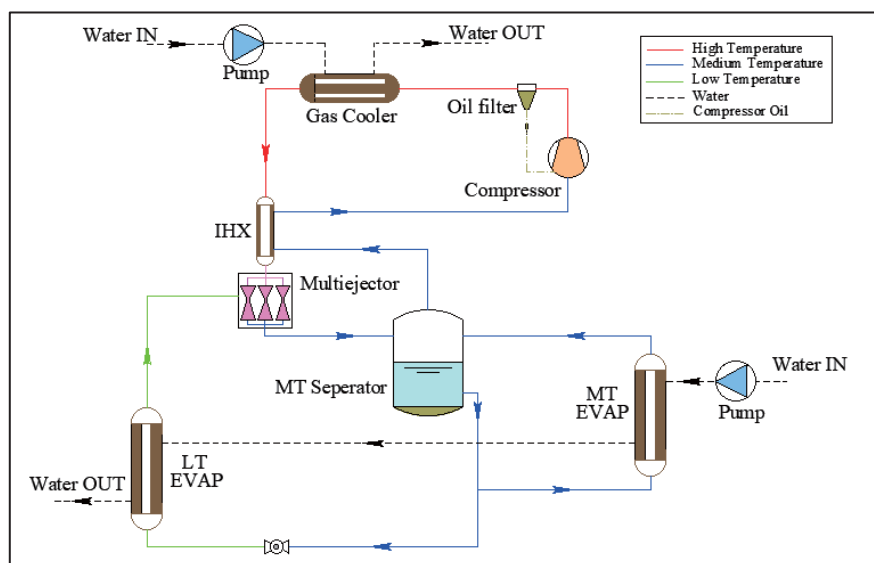 Water IN
Pump
Water OUT
Gas Cooler
Oil filter
Compressor
High Temperature
Medium Temperature
Low Temperature
Water
Compressor Oil
IHX
Multiejector
MT Seperator
MT
EVAP
Water IN
Pump
LT
EVAP
Water OUT